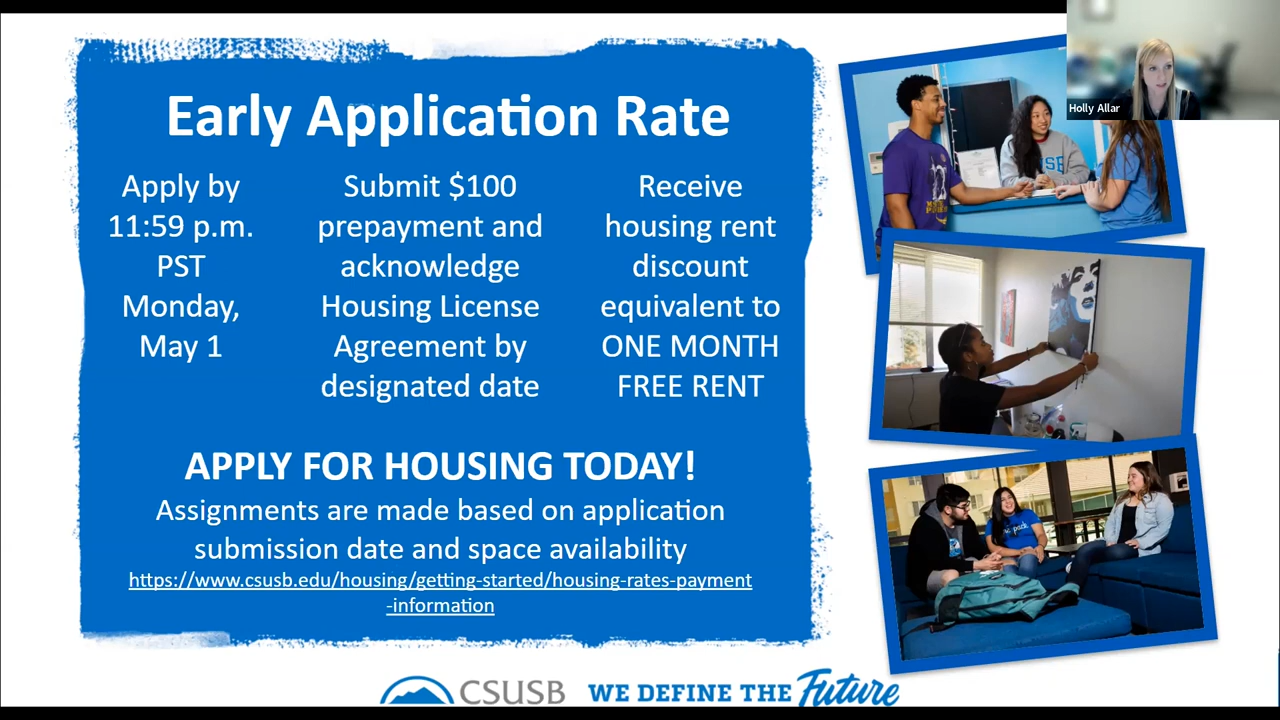 Early Application Rate
Apply by
11:59 p.m.
PST
Monday,
May 1
Submit $100
prepayment and
acknowledge
Housing License
Agreement by
designated date
Receive
housing rent
discount
equivalent to
ONE MONTH
FREE RENT
APPLY FOR HOUSING TODAY!
Assignments are made based on application
submission date and space availability
https://www.csusb.edu/housing/getting-started/housing-rates-payment
-information
Holly Allar
CSUSB WE DEFINE THE Future